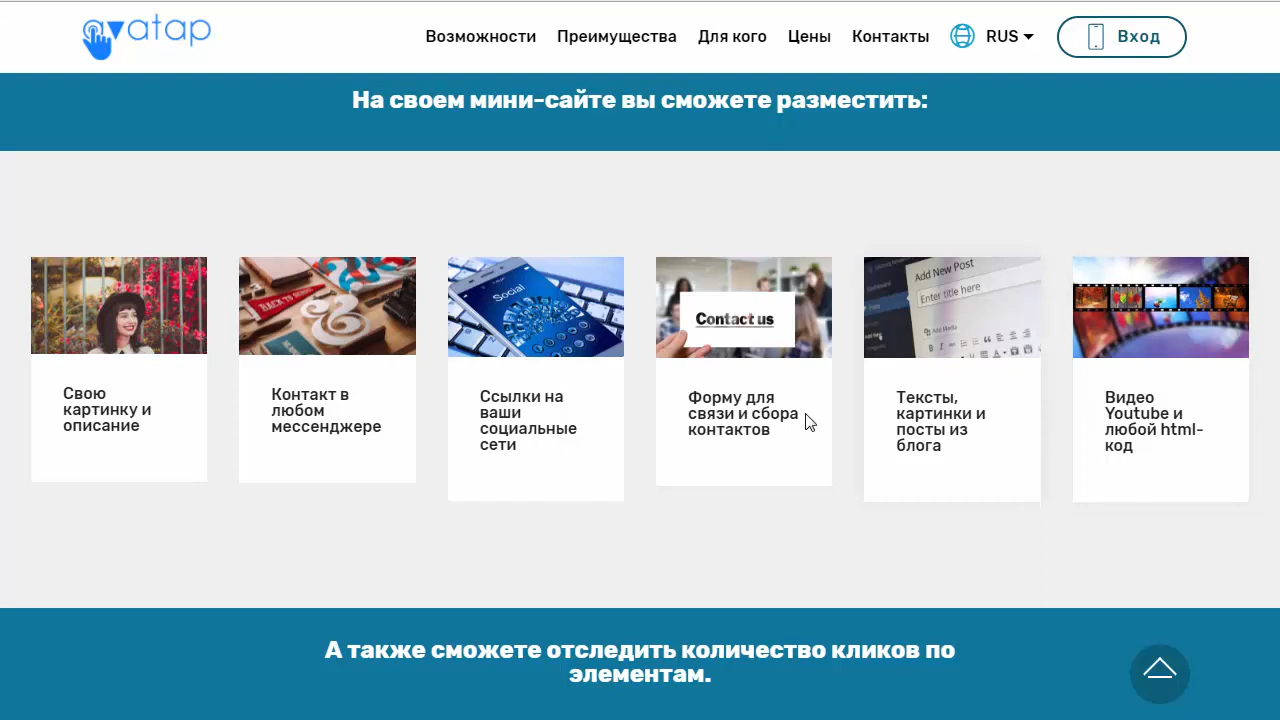 avatap
Возможности
Преимущества
Для кого
Цены
Контакты
RUS
Вход
На своем мини-сайте вы сможете разместить:
BACK TO
Social
Contact us
Add New Post
Enter title here
Add Media
Свою
картинку и
описание
Контакт в
любом
мессенджере
Ссылки на
ваши
социальные
сети
Форму для
связи и сбора
контактов
Тексты,
картинки и
посты из
блога
Видео
Youtube и
любой html-
код
А также сможете отследить количество кликов по
элементам.